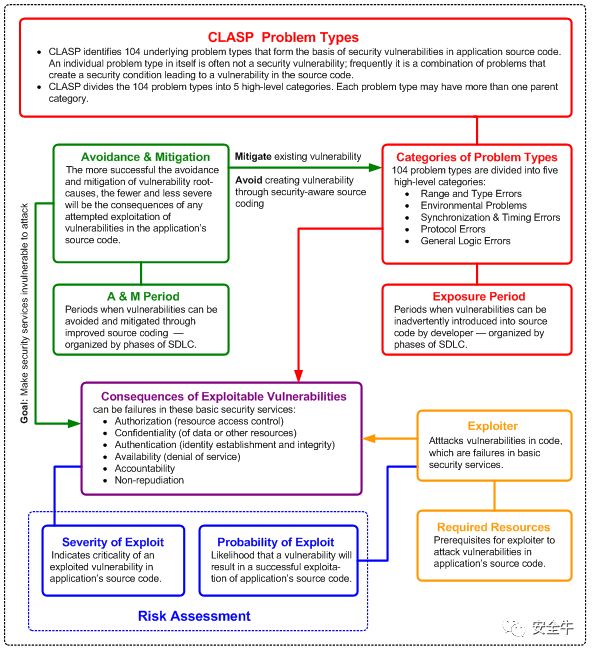 CLASP Problem Types
• CLASP identifies 104 underlying problem types that form the basis of security vulnerabilities in application source code.
An individual problem type in itself is often not a security vulnerability; frequently it is a combination of problems that
create a security condition leading to a vulnerability in the source code.
• CLASP divides the 104 problem types into 5 high-level categories. Each problem type may have more than one parent
category.
Avoidance & Mitigation
The more successful the avoidance
and mitigation of vulnerability root-
causes, the fewer and less severe
will be the consequences of any
attempted exploitation of
vulnerabilities in the application's
source code.
Mitigate existing vulnerability
Avoid creating vulnerability
through security-aware source
coding
Categories of Problem Types
104 problem types are divided into five
high-level categories:
• Range and Type Errors
• Environmental Problems
• Synchronization & Timing Errors
• Protocol Errors
• General Logic Errors
Goal: Make security services invulnerable to attack
A & M Period
Periods when vulnerabilities can be
avoided and mitigated through
improved source coding —
organized by phases of SDLC.
Exposure Period
Periods when vulnerabilities can be
inadvertently introduced into source
code by developer — organized by
phases of SDLC.
Consequences of Exploitable Vulnerabilities
can be failures in these basic security services:
• Authorization (resource access control)
• Confidentiality (of data or other resources)
• Authentication (identity establishment and integrity)
• Availability (denial of service)
• Accountability
• Non-repudiation
Exploiter
Atttacks vulnerabilities in code,
which are failures in basic
security services.
Severity of Exploit
Indicates criticality of an
exploited vulnerability in
application's source code.
Probability of Exploit
Likelihood that a vulnerability will
result in a successful exploita-
tion of application's source code.
Required Resources
Prerequisites for exploiter to
attack vulnerabilities in
application's source code.
Risk Assessment
安全牛